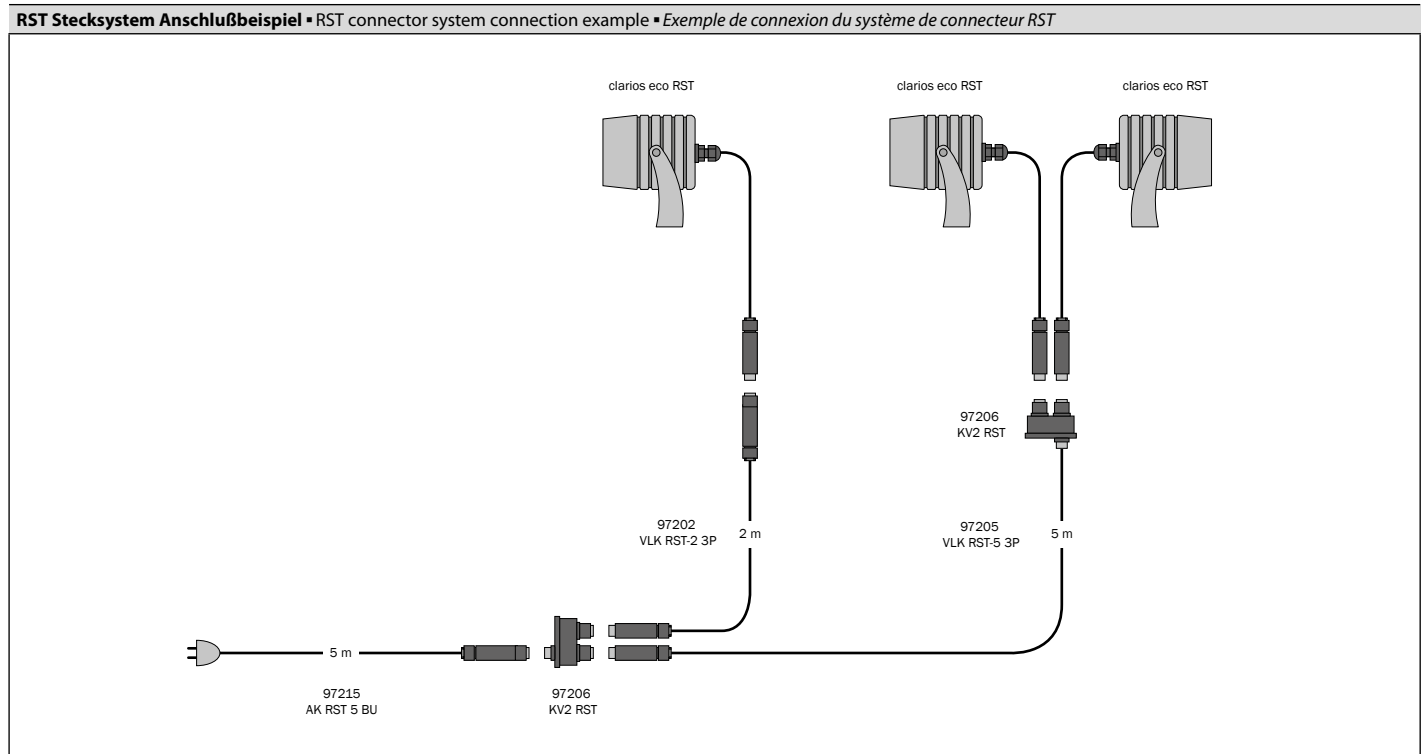 RST Stecksystem Anschlußbeispiel ▪ RST connector system connection example ▪ Exemple de connexion du système de connecteur RST
clarios eco RST
clarios eco RST
clarios eco RST
97206
KV2 RST
97202
VLK RST-2 3P
2 m
97205
VLK RST-5 3P
5 m
5 m
97215
AK RST 5 BU
97206
KV2 RST